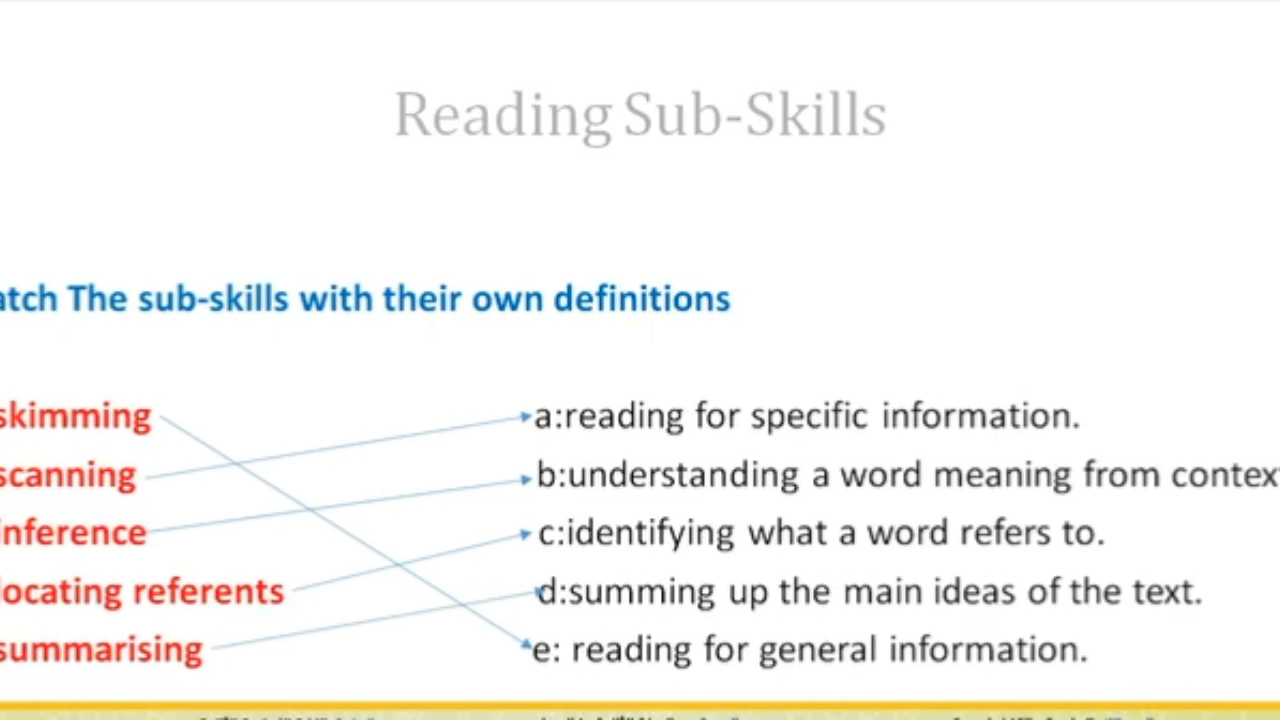 Reading Sub-Skills
atch The sub-skills with their own definitions
skimming a:reading for specific information.
scanning b:understanding a word meaning from contex
inference c:identifying what a word refers to.
locating referents d:summing up the main ideas of the text.
summarising e: reading for general information.